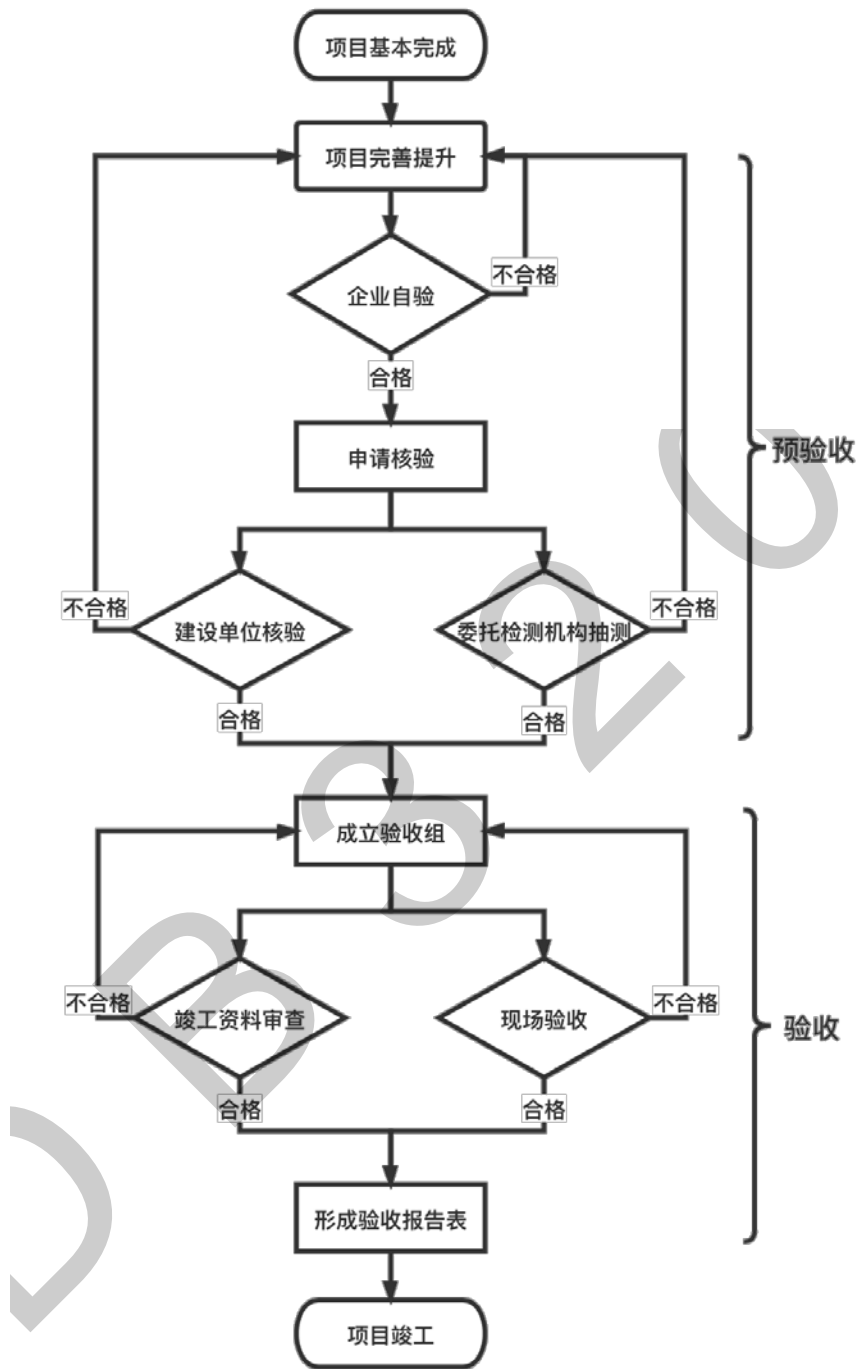 项目基本完成
项目完善提升
企业自验
不合格
合格
申请核验
预验收
不合格
建设单位核验
委托检测机构抽测
不合格
合格
合格
成立验收组
不合格
竣工资料审查
现场验收
不合格
验收
合格
合格
形成验收报告表
项目竣工
DB32